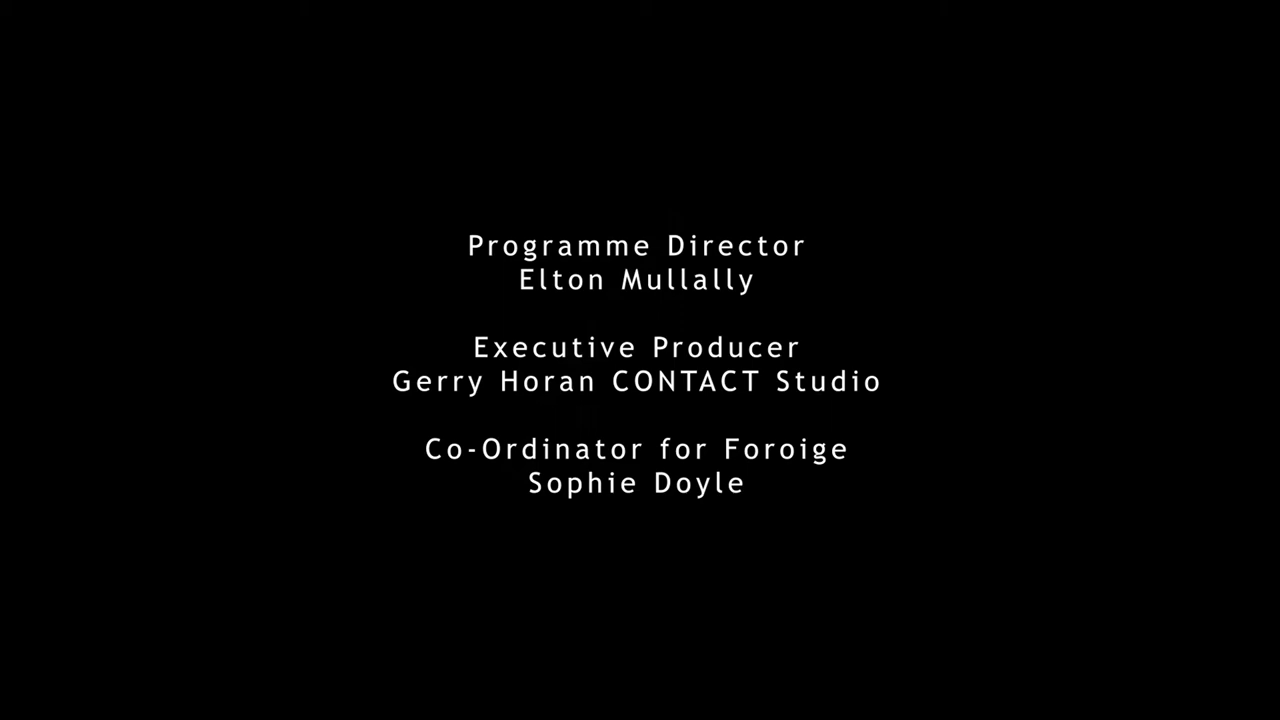 Programme Director
Elton Mullally
Executive Producer
Gerry Horan CONTACT Studio
Co-Ordinator for Foroige
Sophie Doyle